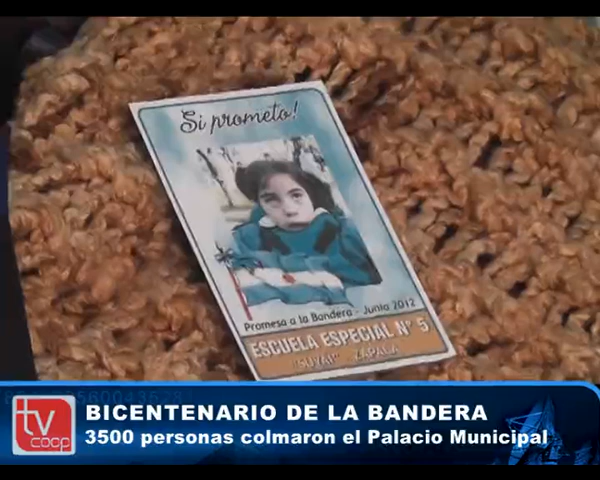 Si prometo!
Promesa a la Bandera - Junio 2012
ESCUELA ESPECIAL N° 5
ZAPALA
tv
coop
BICENTENARIO DE LA BANDERA
3500 personas colmaron el Palacio Municipal